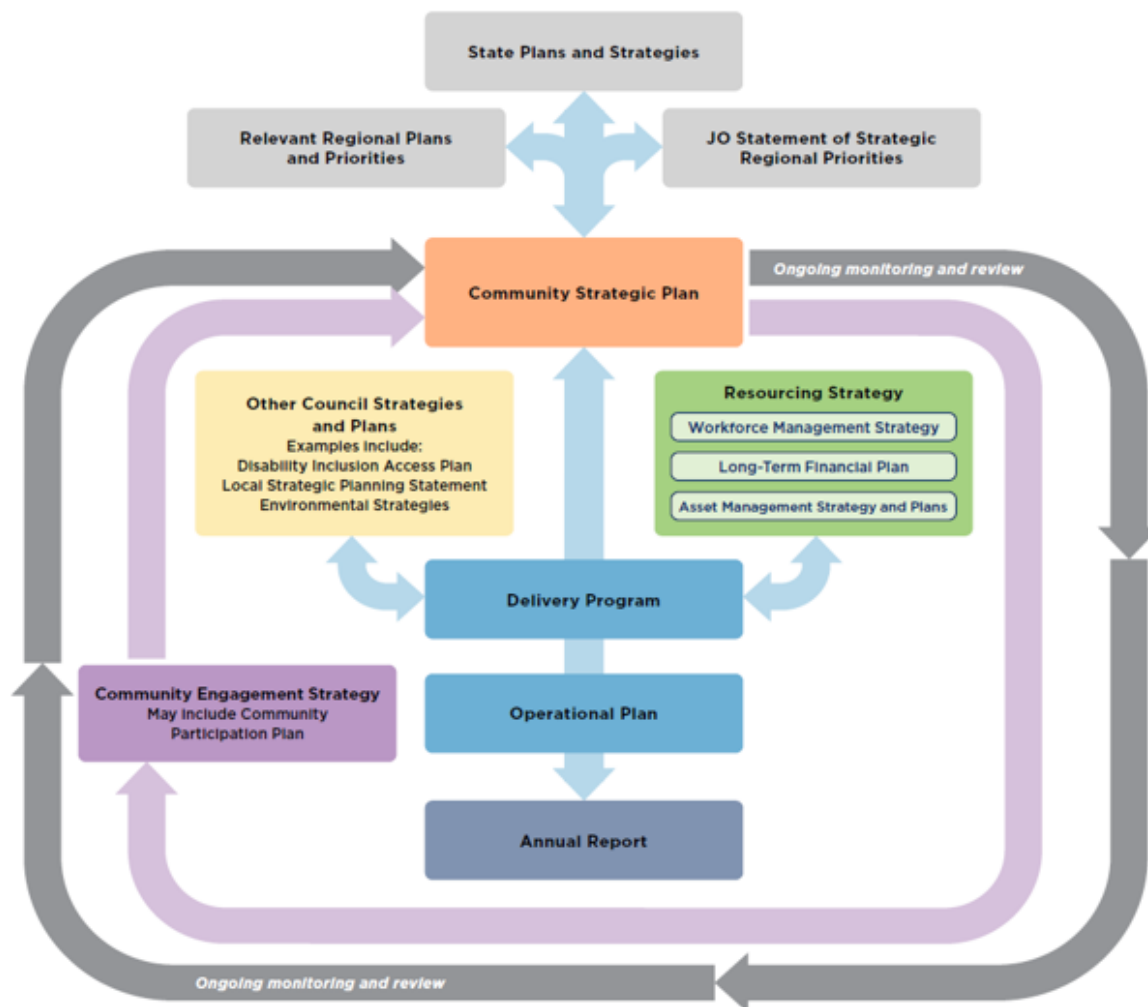 State Plans and Strategies
Relevant Regional Plans
and Priorities
JO Statement of Strategic
Regional Priorities
Community Strategic Plan
Ongoing monitoring and review
Other Council Strategies
and Plans
Examples include:
Disability Inclusion Access Plan
Local Strategic Planning Statement
Environmental Strategies
Resourcing Strategy
Workforce Management Strategy
Long-Term Financial Plan
Asset Management Strategy and Plans
Delivery Program
Community Engagement Strategy
May include Community
Participation Plan
Operational Plan
Annual Report
Ongoing monitoring and review